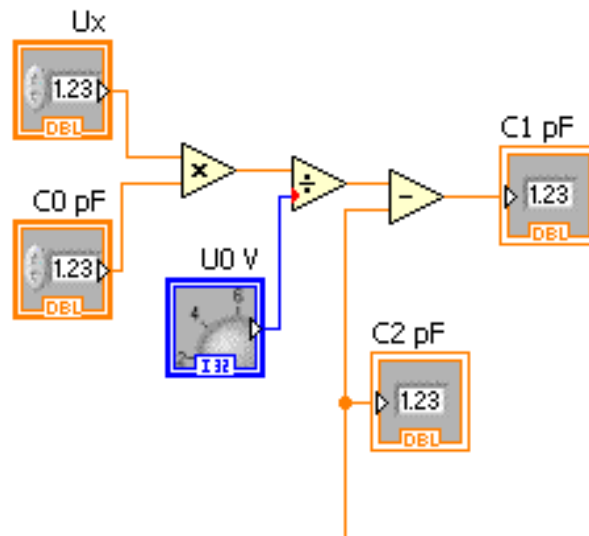 Ux
1.23
DBL
C0 pF
1.23
DBL
×
÷
−
C1 pF
1.23
DBL
U0 V
2
4
6
I32
C2 pF
1.23
DBL